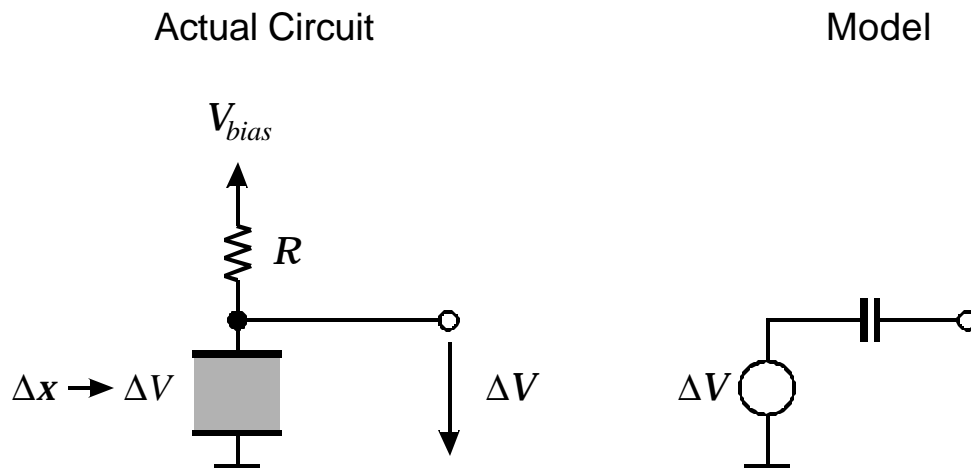 Actual Circuit
Model
V_bias
R
Δx → ΔV
ΔV
ΔV